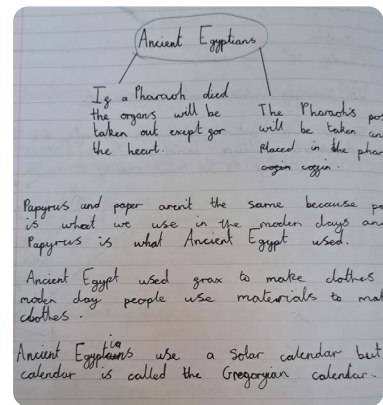 Ancient Egyptians
If a Pharaoh died
the organs will be
taken out exept for
the heart.
The Pharaoh's pos
will be taken an
placed in the phar
coffin.
Papyrus and paper aren't the same because p
is what we use in the moden days an
Papyrus is what Ancient Egypt used.
Ancient Egypt used grax to make clothes
moden day people use materials to mak
clothes.
Ancient Egyptians use a Solar calendar but
calendar is called the Gregorgian calendar.